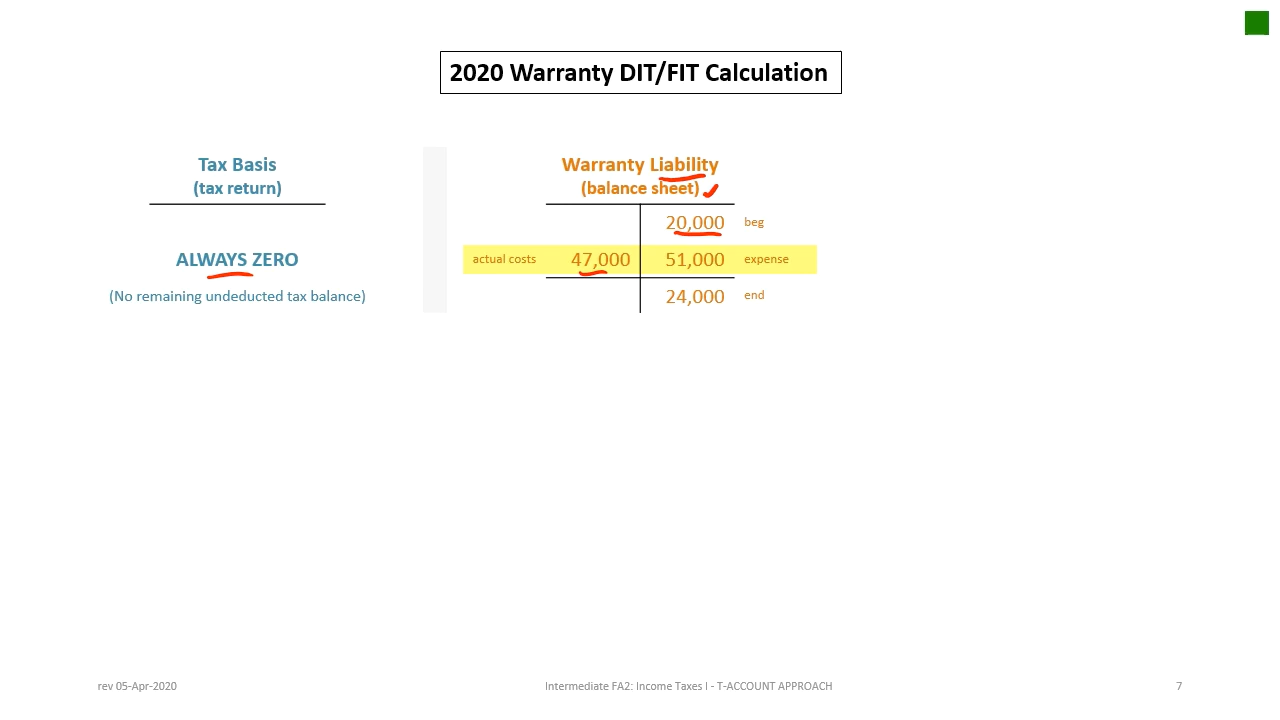 2020 Warranty DIT/FIT Calculation
Tax Basis
(tax return)
ALWAYS ZERO
(No remaining undeducted tax balance)
Warranty Liability
(balance sheet)
20,000 beg
actual costs 47,000 51,000 expense
24,000 end
rev 05-Apr-2020 Intermediate FA2: Income Taxes I - T-ACCOUNT APPROACH 7